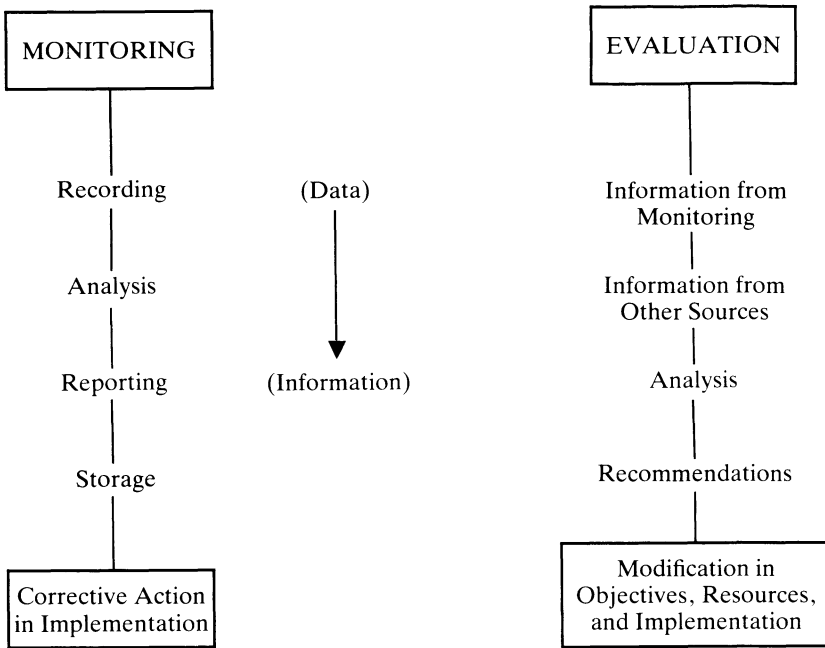 MONITORING
Recording
Analysis
Reporting
Storage
Corrective Action
in Implementation
(Data)
(Information)
EVALUATION
Information from
Monitoring
Information from
Other Sources
Analysis
Recommendations
Modification in
Objectives, Resources,
and Implementation